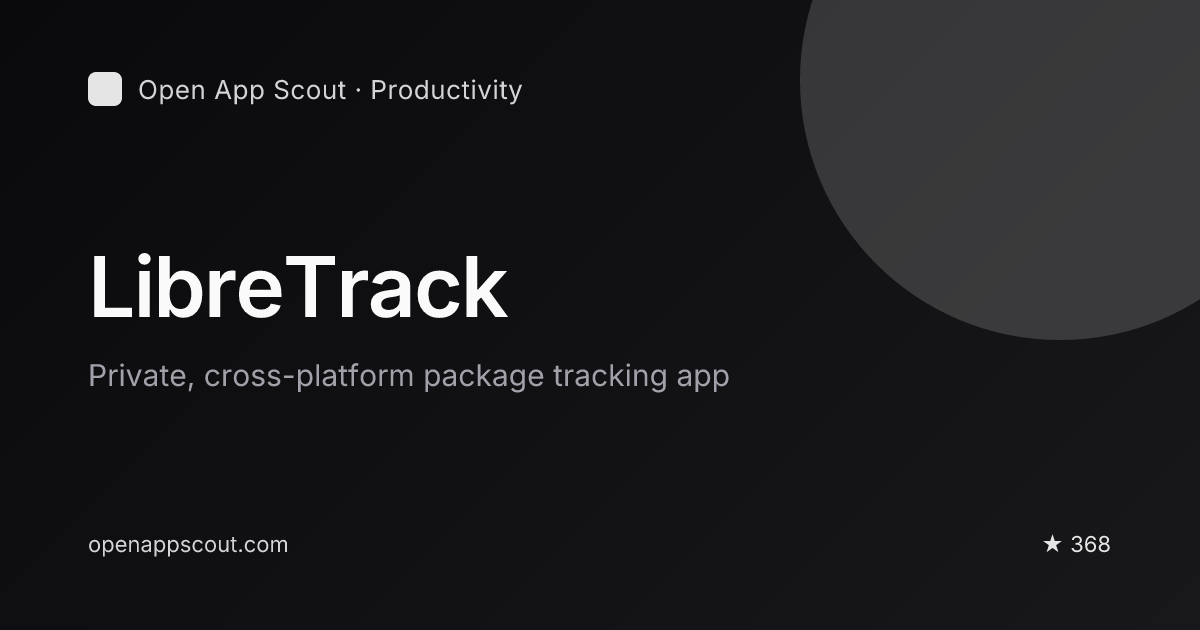 Open App Scout · Productivity
LibreTrack
Private, cross-platform package tracking app
openappscout.com
★ 368